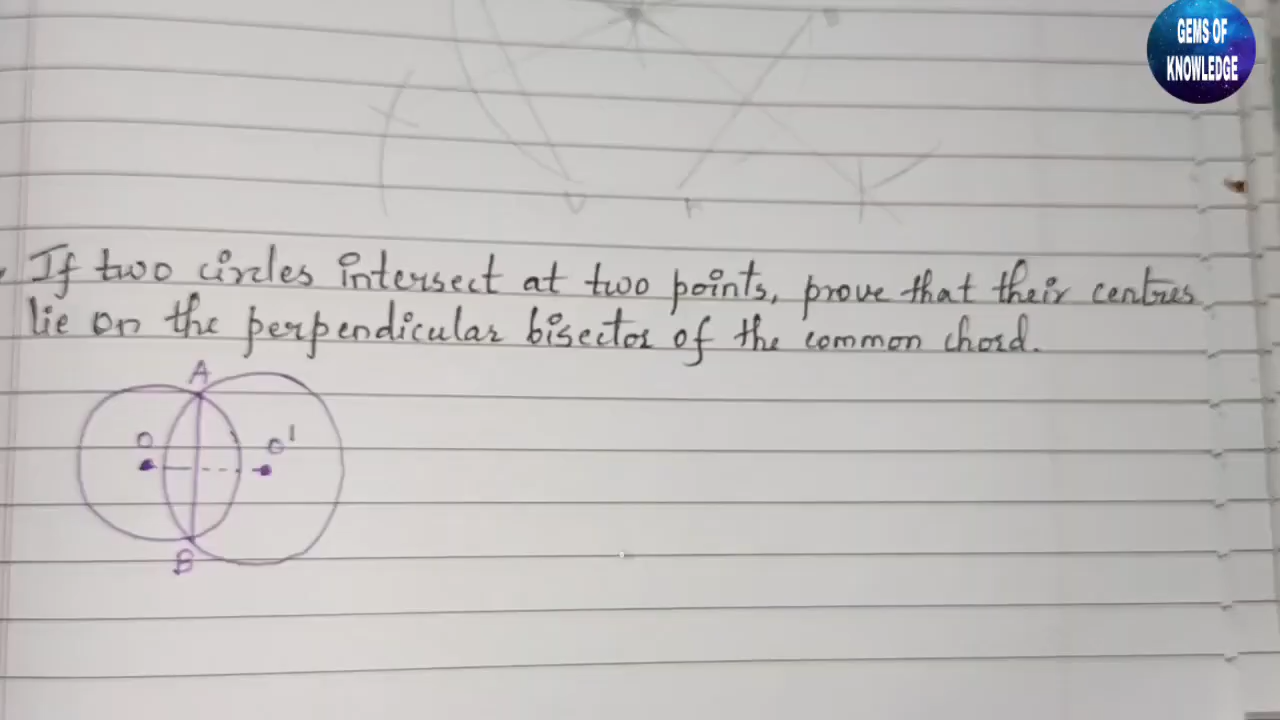 GEMS OF
KNOWLEDGE
If two circles intersect at two points, prove that their centres
lie on the perpendicular bisector of the common chord.
A
O
O'
B